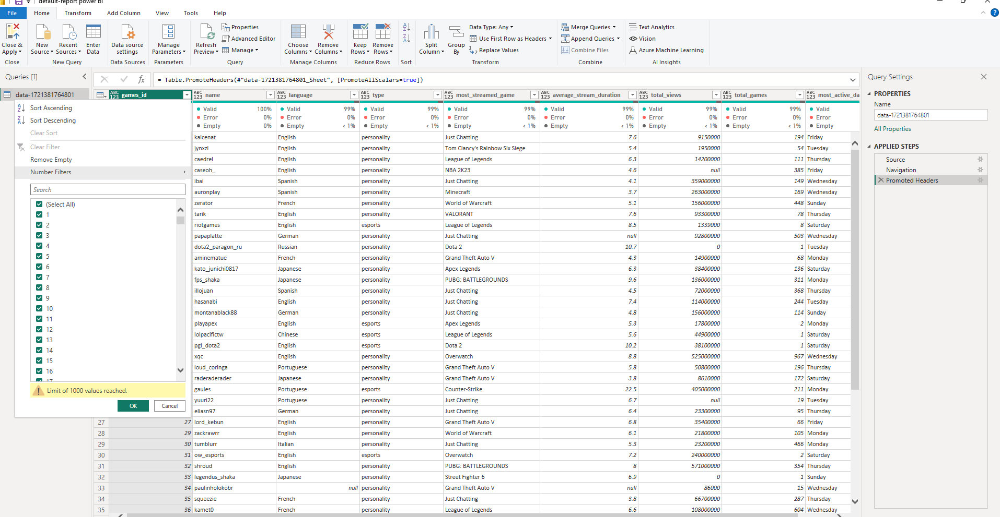 default-report power bi
File Home Transform Add Column View Tools Help
Close & Apply
New Source
Recent Sources
Enter Data
Data source settings
Manage Parameters
Refresh Preview
Properties
Advanced Editor
Manage
Choose Columns
Remove Columns
Keep Rows
Remove Rows
Split Column
Group By
Data Type: Any
Use First Row as Headers
Replace Values
Merge Queries
Append Queries
Combine Files
Text Analytics
Vision
Azure Machine Learning
Close New Query Data Sources Parameters Query Manage Columns Reduce Rows Sort Transform Combine AI Insights
Queries [1]
data-1721381764801
fx = Table.PromoteHeaders(#"data-1721381764801_Sheet", [PromoteAllScalars=true])
ABC 123 games_id ABC 123 name ABC 123 language ABC 123 type ABC 123 most_streamed_game ABC 123 average_stream_duration ABC 123 total_views ABC 123 total_games ABC 123 most_active_da
Valid 100% Valid 99% Valid 99% Valid 99% Valid 99% Valid 99% Valid 99% Valid
Error 0% Error 0% Error 0% Error 0% Error 0% Error 0% Error 0% Error
Empty 0% Empty < 1% Empty < 1% Empty < 1% Empty < 1% Empty < 1% Empty < 1% Empty
Sort Ascending
Sort Descending
Clear Sort
Clear Filter
Remove Empty
Number Filters
Search
(Select All)
1
2
3
4
5
6
7
8
9
10
11
12
13
14
15
16
17
Limit of 1000 values reached.
OK Cancel
kaicenat English personality Just Chatting 7.6 9150000 194 Friday
jynxzi English personality Tom Clancy's Rainbow Six Siege 5.4 1950000 54 Tuesday
caedrel English personality League of Legends 6.3 14200000 111 Thursday
caseoh_ English personality NBA 2K23 4.6 null 385 Friday
ibai Spanish personality Just Chatting 4.1 359000000 149 Wednesday
auronplay Spanish personality Minecraft 3.7 263000000 169 Wednesday
zerator French personality World of Warcraft 5.1 156000000 448 Sunday
tarik English personality VALORANT 7.6 93300000 78 Thursday
riotgames English esports League of Legends 8.5 1339000 8 Saturday
papaplatte German personality Just Chatting null 92800000 503 Wednesday
dota2_paragon_ru Russian personality Dota 2 10.7 0 1 Tuesday
aminematue French personality Grand Theft Auto V 4.3 14900000 68 Monday
kato_junichi0817 Japanese personality Apex Legends 6.3 38400000 136 Saturday
fps_shaka Japanese personality PUBG: BATTLEGROUNDS 9.6 136000000 311 Monday
illojuan Spanish personality Just Chatting 4.5 72000000 368 Thursday
hasanabi English personality Just Chatting 7.4 114000000 244 Tuesday
montanablack88 German personality Just Chatting 4.8 156000000 114 Sunday
playapex English esports Apex Legends 5.3 17800000 2 Monday
lolpacifictw Chinese esports League of Legends 5.6 44900000 1 Saturday
pgl_dota2 English esports Dota 2 10.2 38100000 1 Saturday
xqc English personality Overwatch 8.8 525000000 967 Wednesday
loud_coringa Portuguese personality Grand Theft Auto V 5.8 50800000 196 Thursday
raderaderader Japanese personality Grand Theft Auto V 3.8 8610000 172 Saturday
gaules Portuguese esports Counter-Strike 22.5 405000000 211 Monday
yuuri22 Portuguese personality Just Chatting 6.7 null 19 Tuesday
eliasn97 German personality Just Chatting 6.4 23300000 95 Thursday
27 27 lord_kebun English personality Grand Theft Auto V 6.8 35400000 66 Friday
28 29 zackrawrr English personality World of Warcraft 6.1 21800000 105 Monday
29 30 tumblurr Italian personality Just Chatting 5.3 23200000 466 Monday
30 31 ow_esports English esports Overwatch 7.2 240000000 2 Saturday
31 32 shroud English personality PUBG: BATTLEGROUNDS 8 571000000 354 Thursday
32 33 legendus_shaka Japanese personality Street Fighter 6 6.9 0 1 Sunday
33 34 paulinholokobr null personality Grand Theft Auto V null 86000 15 Wednesday
34 35 squeezie French personality Just Chatting 3.8 66700000 287 Thursday
35 36 kamet0 French personality League of Legends 6.6 108000000 604 Wednesday
Query Settings
PROPERTIES
Name
data-1721381764801
All Properties
APPLIED STEPS
Source
Navigation
Promoted Headers